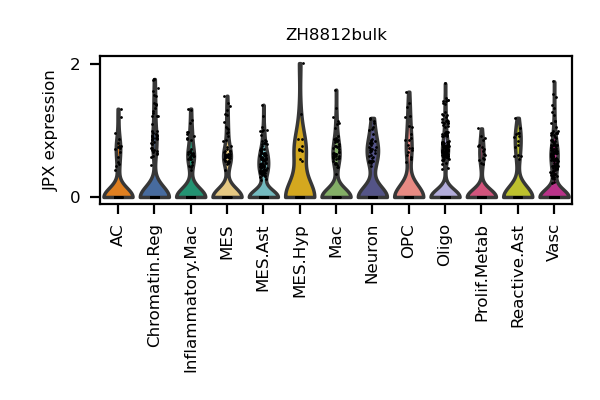 ZH8812bulk
JPX expression
2
0
AC
Chromatin.Reg
Inflammatory.Mac
MES
MES.Ast
MES.Hyp
Mac
Neuron
OPC
Oligo
Prolif.Metab
Reactive.Ast
Vasc